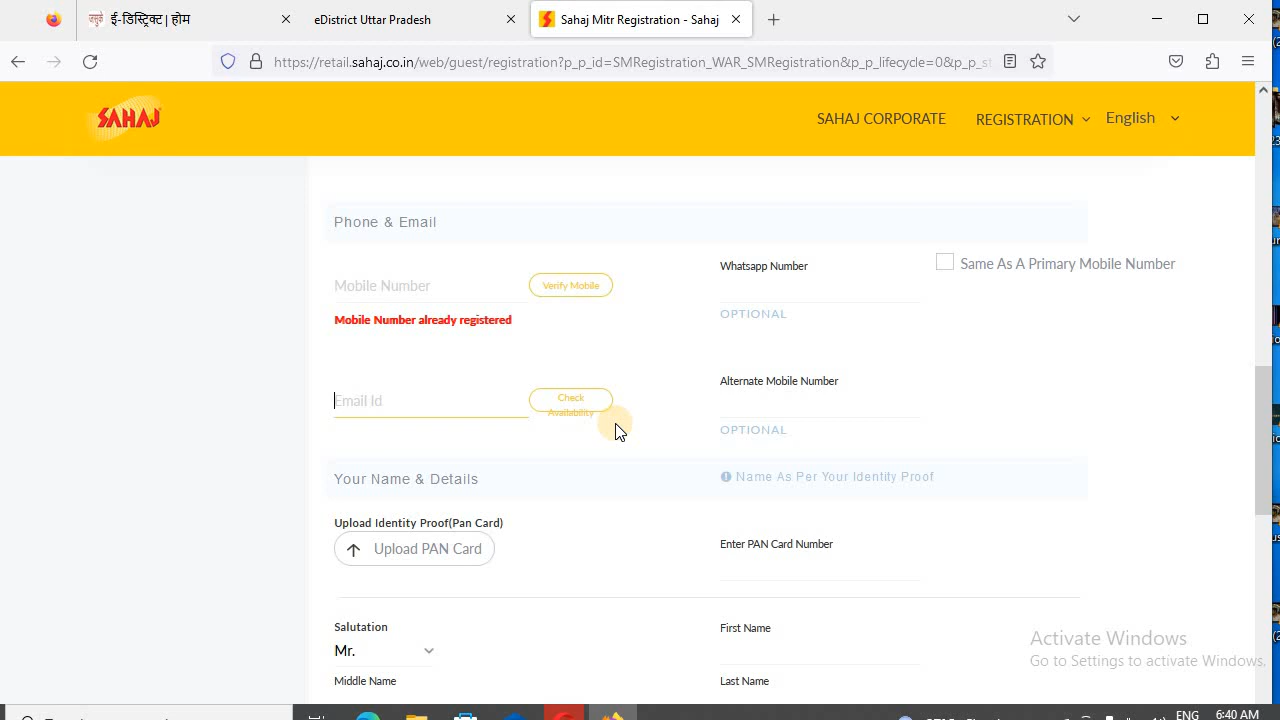 उसुके ई-डिस्ट्रिक्ट | होम
eDistrict Uttar Pradesh
Sahaj Mitr Registration - Sahaj
https://retail.sahaj.co.in/web/guest/registration?p_p_id=SMRegistration_WAR_SMRegistration&p_p_lifecycle=0&p_p_st
SAHAJ
SAHAJ CORPORATE
REGISTRATION
English
Phone & Email
Mobile Number
Verify Mobile
Mobile Number already registered
Whatsapp Number
OPTIONAL
Same As A Primary Mobile Number
Email Id
Check
Availability
Alternate Mobile Number
OPTIONAL
Your Name & Details
Name As Per Your Identity Proof
Upload Identity Proof(Pan Card)
Upload PAN Card
Enter PAN Card Number
Salutation
Mr.
First Name
Middle Name
Last Name
Activate Windows
Go to Settings to activate Windows.
ENG
6:40 AM